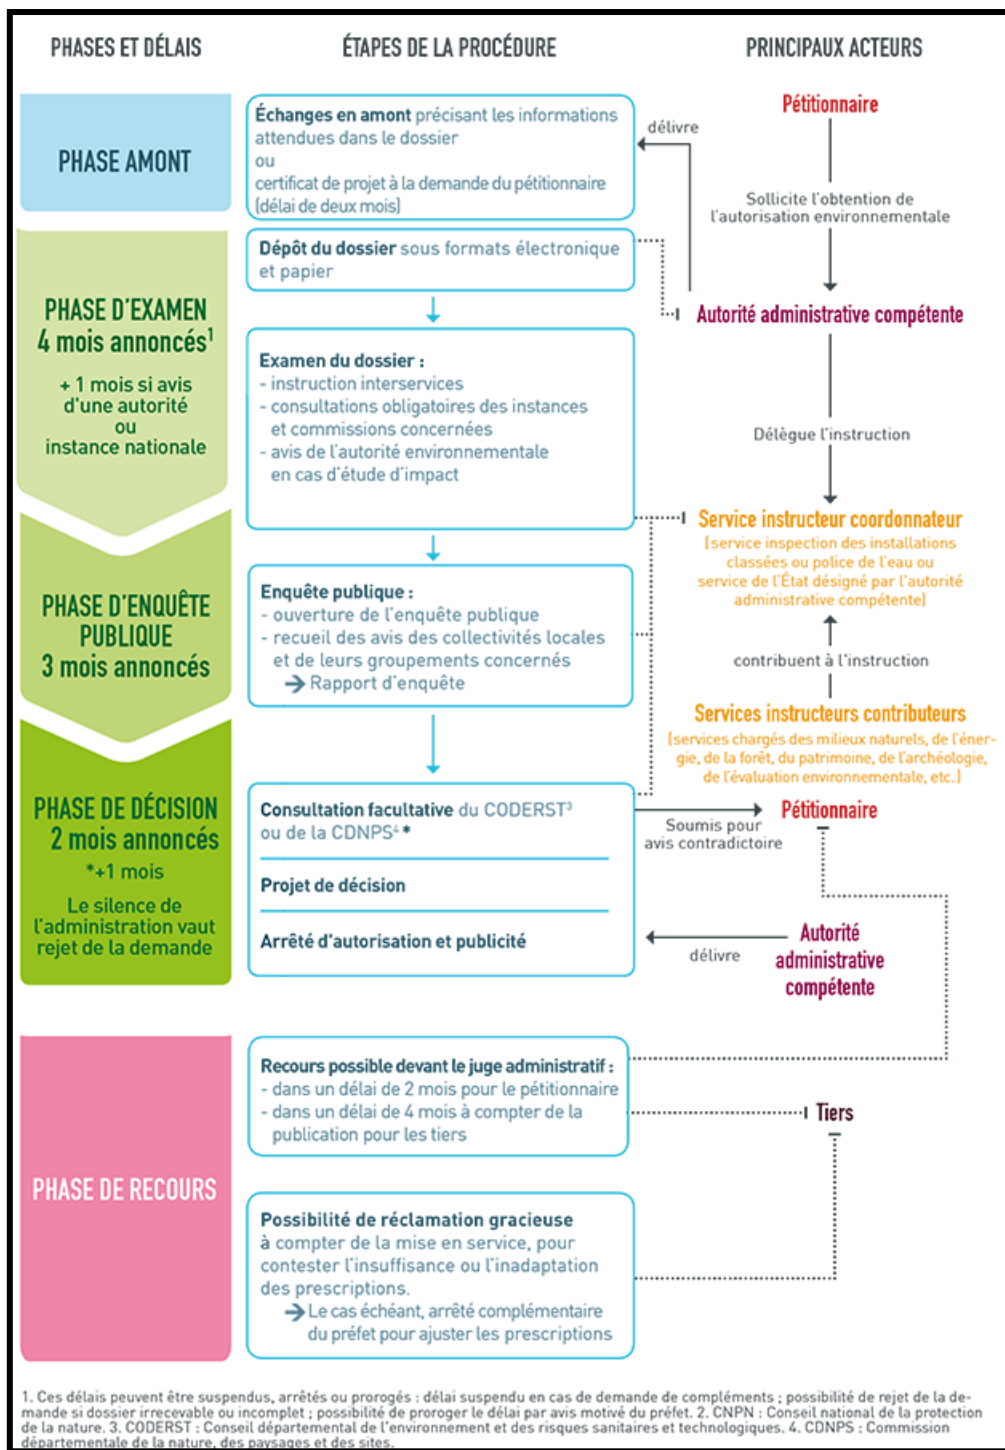 PHASES ET DÉLAIS
ÉTAPES DE LA PROCÉDURE
PRINCIPAUX ACTEURS
PHASE AMONT
Échanges en amont précisant les informations
attendues dans le dossier
ou
certificat de projet à la demande du pétitionnaire
(délai de deux mois)
délivre
Pétitionnaire
Sollicite l'obtention de
l'autorisation environnementale
PHASE D'EXAMEN
4 mois annoncés¹
+ 1 mois si avis
d'une autorité
ou
instance nationale
Dépôt du dossier sous formats électronique
et papier
Autorité administrative compétente
Examen du dossier :
- instruction interservices
- consultations obligatoires des instances
et commissions concernées
- avis de l'autorité environnementale
en cas d'étude d'impact
Délègue l'instruction
Service instructeur coordonnateur
(service inspection des installations
classées ou police de l'eau ou
service de l'État désigné par l'autorité
administrative compétente)
PHASE D'ENQUÊTE
PUBLIQUE
3 mois annoncés
Enquête publique :
- ouverture de l'enquête publique
- recueil des avis des collectivités locales
et de leurs groupements concernés
→ Rapport d'enquête
contribuent à l'instruction
Services instructeurs contributeurs
(services chargés des milieux naturels, de l'éner-
gie, de la forêt, du patrimoine, de l'archéologie,
de l'évaluation environnementale, etc.)
PHASE DE DÉCISION
2 mois annoncés
*+1 mois
Le silence de
l'administration vaut
rejet de la demande
Consultation facultative du CODERST³
ou de la CDNPS⁴ *
Projet de décision
Arrêté d'autorisation et publicité
Soumis pour
avis contradictoire
Pétitionnaire
délivre
Autorité
administrative
compétente
PHASE DE RECOURS
Recours possible devant le juge administratif :
- dans un délai de 2 mois pour le pétitionnaire
- dans un délai de 4 mois à compter de la
publication pour les tiers
Tiers
Possibilité de réclamation gracieuse
à compter de la mise en service, pour
contester l'insuffisance ou l'inadaptation
des prescriptions.
→ Le cas échéant, arrêté complémentaire
du préfet pour ajuster les prescriptions
1. Ces délais peuvent être suspendus, arrêtés ou prorogés : délai suspendu en cas de demande de compléments ; possibilité de rejet de la de-
mande si dossier irrecevable ou incomplet ; possibilité de proroger le délai par avis motivé du préfet. 2. CNPN : Conseil national de la protection
de la nature. 3. CODERST : Conseil départemental de l'environnement et des risques sanitaires et technologiques. 4. CDNPS : Commission
départementale de la nature, des paysages et des sites.